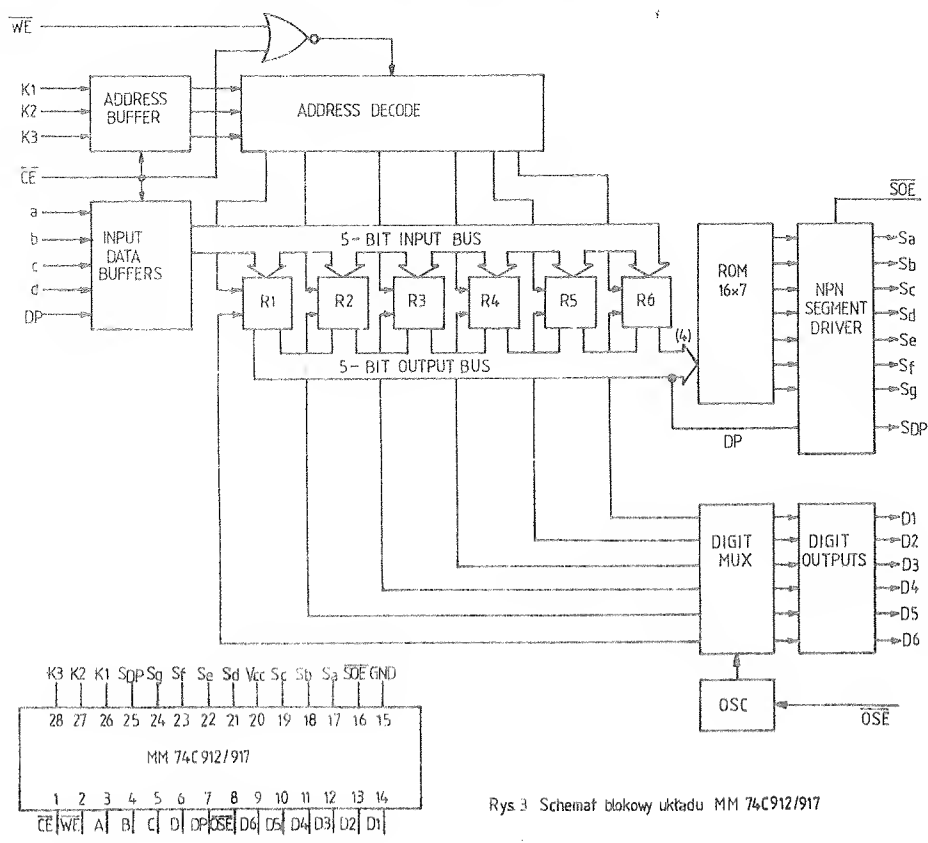 WE
K1
K2
K3
ADDRESS
BUFFER
ADDRESS DECODE
CE
a
b
c
d
DP
INPUT
DATA
BUFFERS
5-BIT INPUT BUS
R1 R2 R3 R4 R5 R6
(4)
5-BIT OUTPUT BUS
ROM
16×7
NPN
SEGMENT
DRIVER
SOE
Sa
Sb
Sc
Sd
Se
Sf
Sg
SDP
DP
DIGIT
MUX
DIGIT
OUTPUTS
D1
D2
D3
D4
D5
D6
OSC
OSE
K3 K2 K1 SDP Sg Sf Se Sd Vcc Sc Sb Sa SOE GND
28 27 26 25 24 23 22 21 20 19 18 17 16 15
MM 74C912/917
1 2 3 4 5 6 7 8 9 10 11 12 13 14
CE WE A B C D DP OSE D6 D5 D4 D3 D2 D1
Rys. 3 Schemat blokowy układu MM 74C912/917